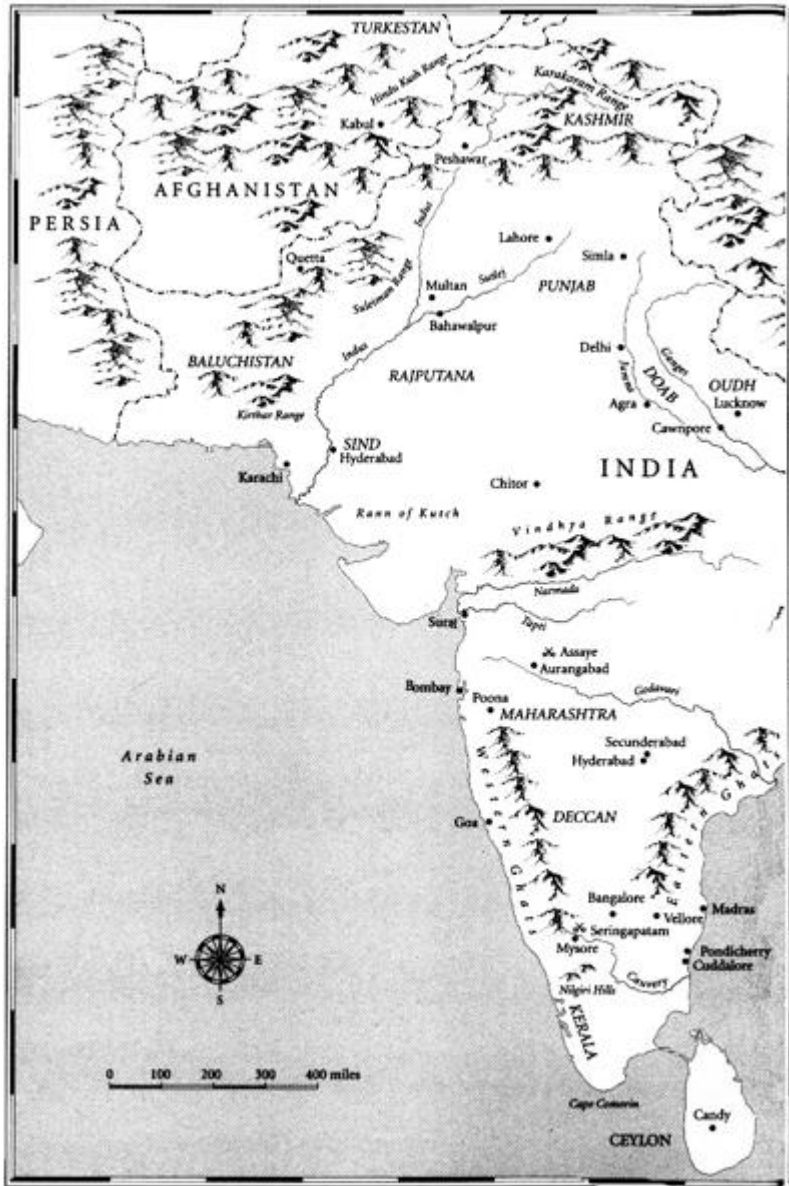 TURKESTAN
Hindu Kush Range
Karakoram Range
Kabul
KASHMIR
Peshawar
AFGHANISTAN
PERSIA
Indus
Lahore
Simla
Quetta
Suleiman Range
Multan
Sutlej
PUNJAB
Bahawalpur
Indus
Delhi
Ganges
BALUCHISTAN
RAJPUTANA
Jumna
DOAB
OUDH
Lucknow
Kirthar Range
Agra
Cawnpore
SIND
Hyderabad
Karachi
INDIA
Chitor
Rann of Kutch
Vindhya Range
Narmada
Surat
Tapti
Assaye
Aurangabad
Bombay
Godavari
Poona
MAHARASHTRA
Secunderabad
Hyderabad
Arabian
Sea
Western Ghats
Eastern Ghats
Goa
DECCAN
Bangalore
Madras
Vellore
Seringapatam
Mysore
N
W E
S
Pondicherry
Cuddalore
Cauvery
Nilgiri Hills
KERALA
0 100 200 300 400 miles
Cape Comorin
Candy
CEYLON